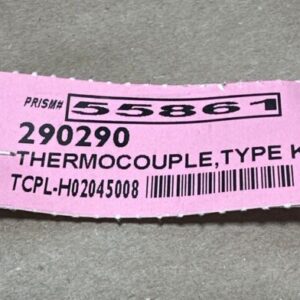 PRISM# 55861
290290
THERMOCOUPLE,TYPE K
TCPL-H02045008